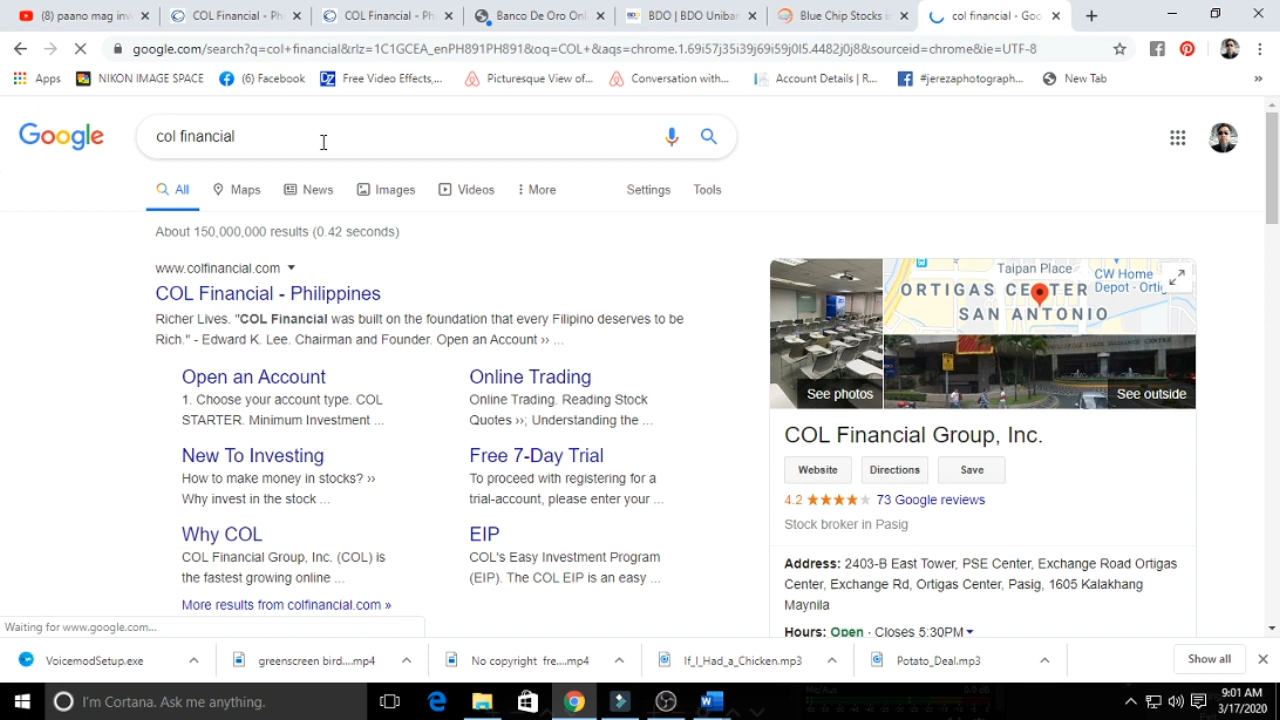 (8) paano mag inv
COL Financial - Ph
COL Financial - Ph
Banco De Oro Onl
BDO | BDO Uniban
Blue Chip Stocks i
col financial - Goo
google.com/search?q=col+financial&rlz=1C1GCEA_enPH891PH891&oq=COL+&aqs=chrome.1.69i57j35i39j69i59j0l5.4482j0j8&sourceid=chrome&ie=UTF-8
Apps
NIKON IMAGE SPACE
(6) Facebook
Free Video Effects,...
Picturesque View of...
Conversation with...
Account Details | R...
#jerezaphotograph...
New Tab
Google
col financial
All
Maps
News
Images
Videos
More
Settings
Tools
About 150,000,000 results (0.42 seconds)
www.colfinancial.com
COL Financial - Philippines
Richer Lives. "COL Financial was built on the foundation that every Filipino deserves to be
Rich." - Edward K. Lee. Chairman and Founder. Open an Account ›› ...
Open an Account
1. Choose your account type. COL
STARTER. Minimum Investment ...
Online Trading
Online Trading. Reading Stock
Quotes ››; Understanding the ...
New To Investing
How to make money in stocks? ››
Why invest in the stock ...
Free 7-Day Trial
To proceed with registering for a
trial-account, please enter your ...
Why COL
COL Financial Group, Inc. (COL) is
the fastest growing online ...
EIP
COL's Easy Investment Program
(EIP). The COL EIP is an easy ...
More results from colfinancial.com »
Taipan Place
CW Home
Depot - Ortig
ORTIGAS CENTER
SAN ANTONIO
See photos
See outside
COL Financial Group, Inc.
Website
Directions
Save
4.2
73 Google reviews
Stock broker in Pasig
Address: 2403-B East Tower, PSE Center, Exchange Road Ortigas
Center, Exchange Rd, Ortigas Center, Pasig, 1605 Kalakhang
Maynila
Hours: Open · Closes 5:30PM
Waiting for www.google.com...
VoicemodSetup.exe
greenscreen bird....mp4
No copyright fre....mp4
If_I_Had_a_Chicken.mp3
Potato_Deal.mp3
Show all
I'm Cortana. Ask me anything.
Mic/Aux
0.0 dB
9:01 AM
3/17/2020